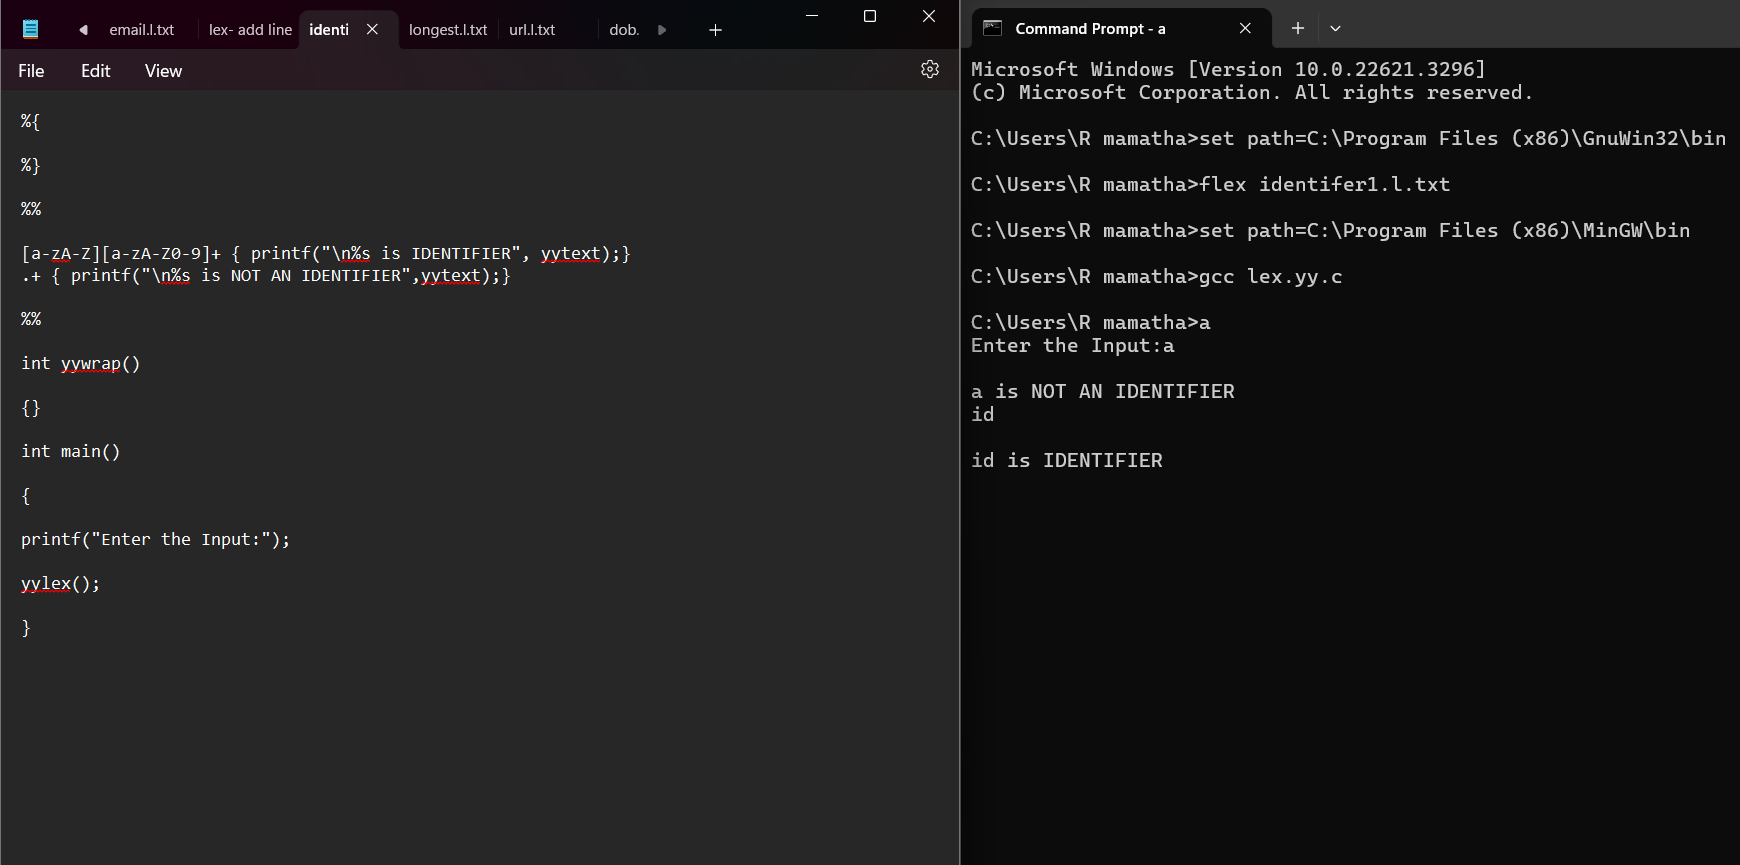 email.l.txt lex- add line identi longest.l.txt url.l.txt dob.
File Edit View
%{
%}
%%
[a-zA-Z][a-zA-Z0-9]+ { printf("\n%s is IDENTIFIER", yytext);}
.+ { printf("\n%s is NOT AN IDENTIFIER",yytext);}
%%
int yywrap()
{}
int main()
{
printf("Enter the Input:");
yylex();
}
Command Prompt - a
Microsoft Windows [Version 10.0.22621.3296]
(c) Microsoft Corporation. All rights reserved.
C:\Users\R mamatha>set path=C:\Program Files (x86)\GnuWin32\bin
C:\Users\R mamatha>flex identifer1.l.txt
C:\Users\R mamatha>set path=C:\Program Files (x86)\MinGW\bin
C:\Users\R mamatha>gcc lex.yy.c
C:\Users\R mamatha>a
Enter the Input:a
a is NOT AN IDENTIFIER
id
id is IDENTIFIER